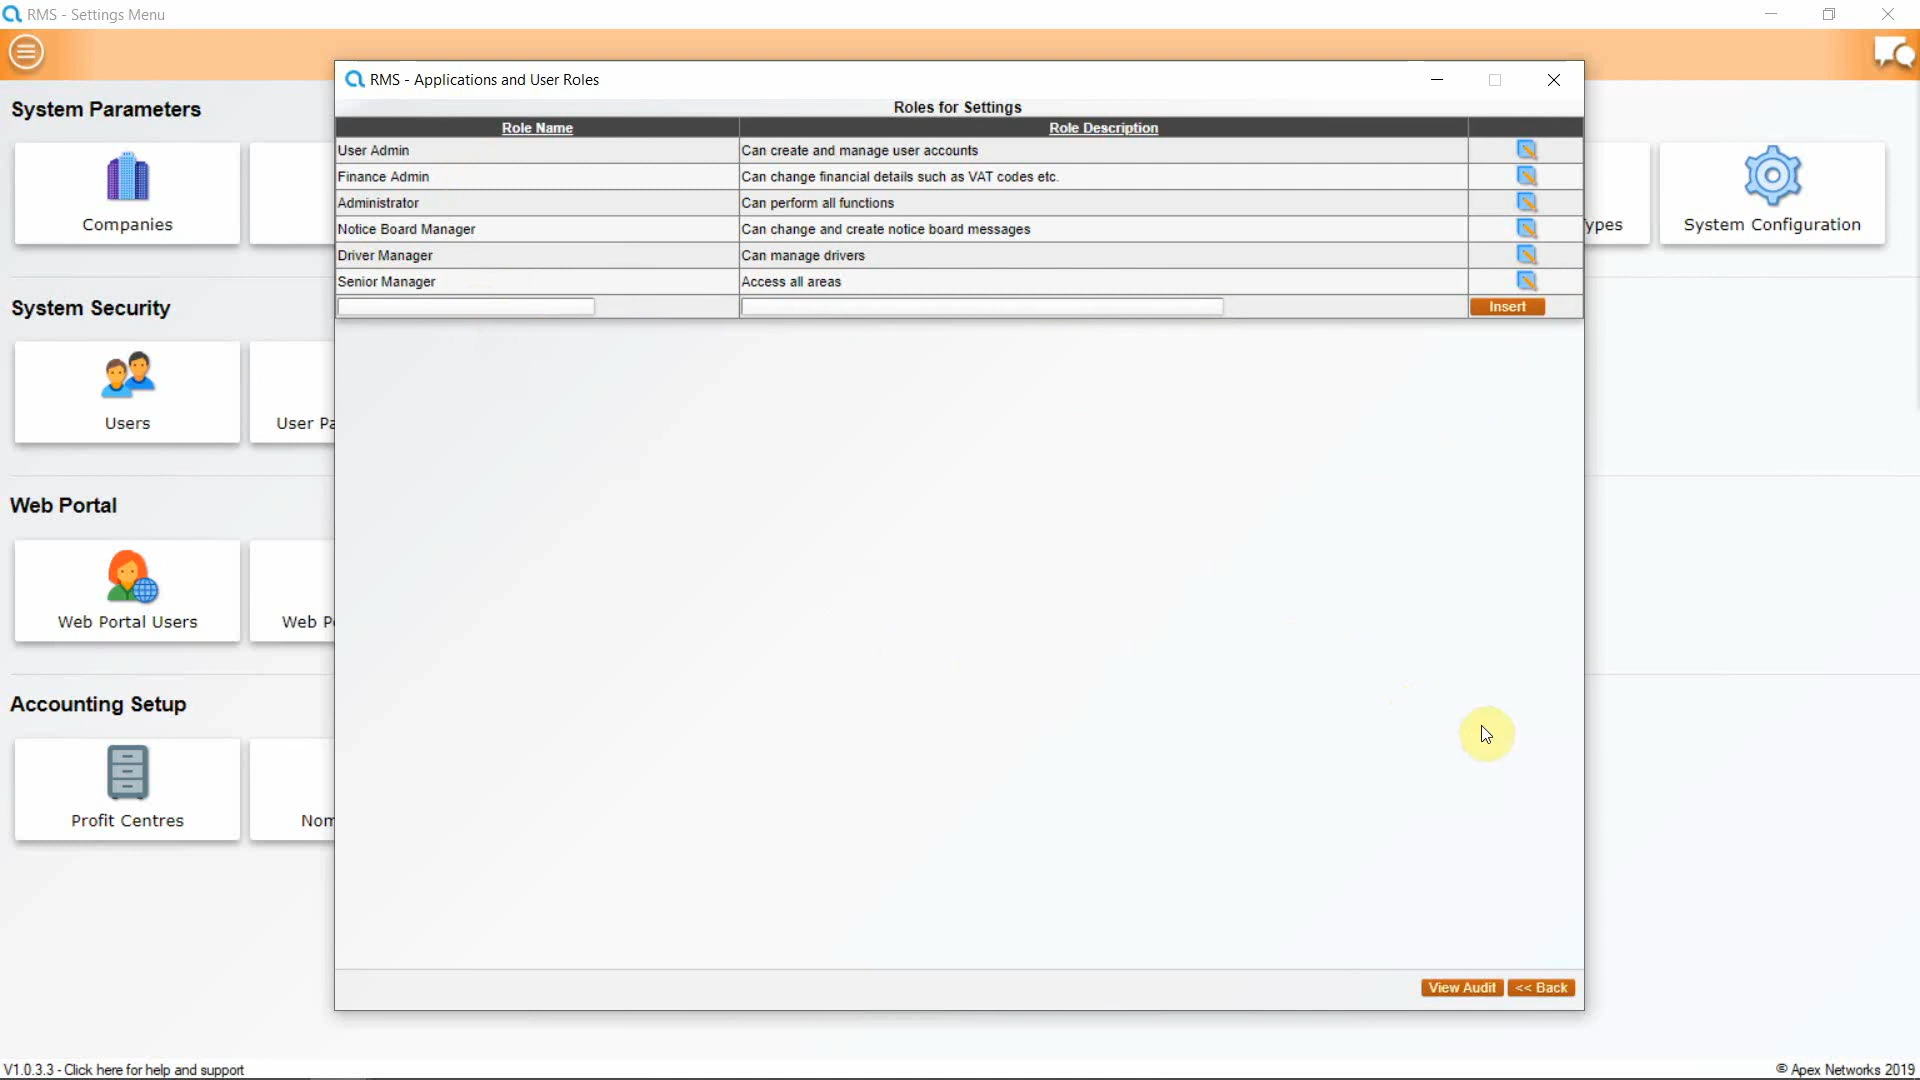 RMS - Settings Menu
RMS - Applications and User Roles
Roles for Settings
Role Name Role Description
User Admin Can create and manage user accounts
Finance Admin Can change financial details such as VAT codes etc.
Administrator Can perform all functions
Notice Board Manager Can change and create notice board messages
Driver Manager Can manage drivers
Senior Manager Access all areas
Insert
View Audit << Back
System Parameters
Companies
ypes
System Configuration
System Security
Users
User Pa
Web Portal
Web Portal Users
Web P
Accounting Setup
Profit Centres
Nom
V1.0.3.3 - Click here for help and support
© Apex Networks 2019